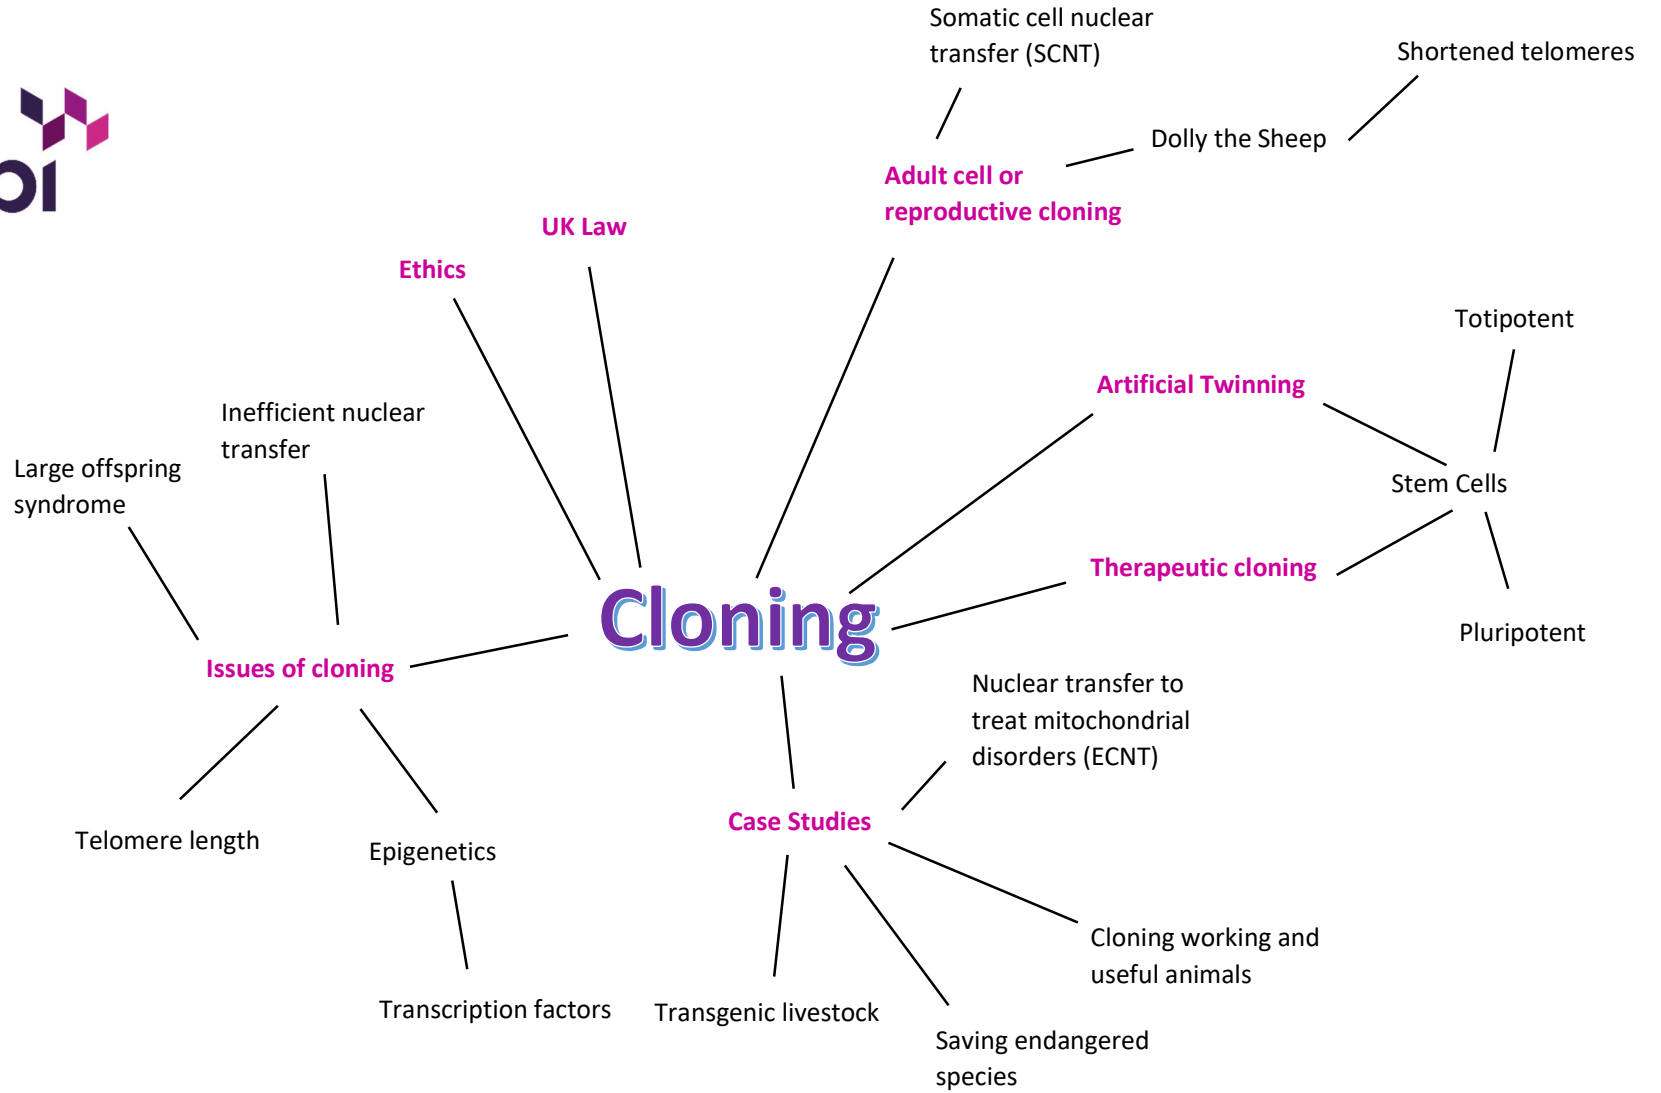 Somatic cell nuclear
transfer (SCNT)
Shortened telomeres
Dolly the Sheep
Adult cell or
reproductive cloning
UK Law
Ethics
Totipotent
Artificial Twinning
Inefficient nuclear
transfer
Large offspring
syndrome
Stem Cells
Therapeutic cloning
Cloning
Pluripotent
Issues of cloning
Nuclear transfer to
treat mitochondrial
disorders (ECNT)
Case Studies
Telomere length
Epigenetics
Cloning working and
useful animals
Transcription factors
Transgenic livestock
Saving endangered
species